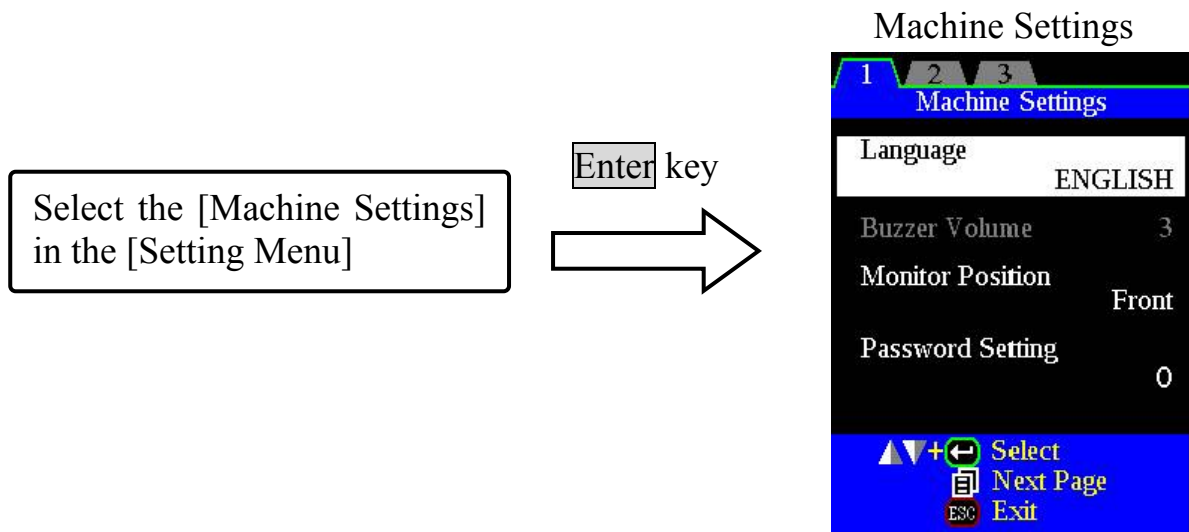 Machine Settings
1 2 3
Machine Settings
Language
ENGLISH
Enter key
Select the [Machine Settings]
in the [Setting Menu]
Buzzer Volume 3
Monitor Position
Front
Password Setting
0
+ Select
Next Page
ESC Exit